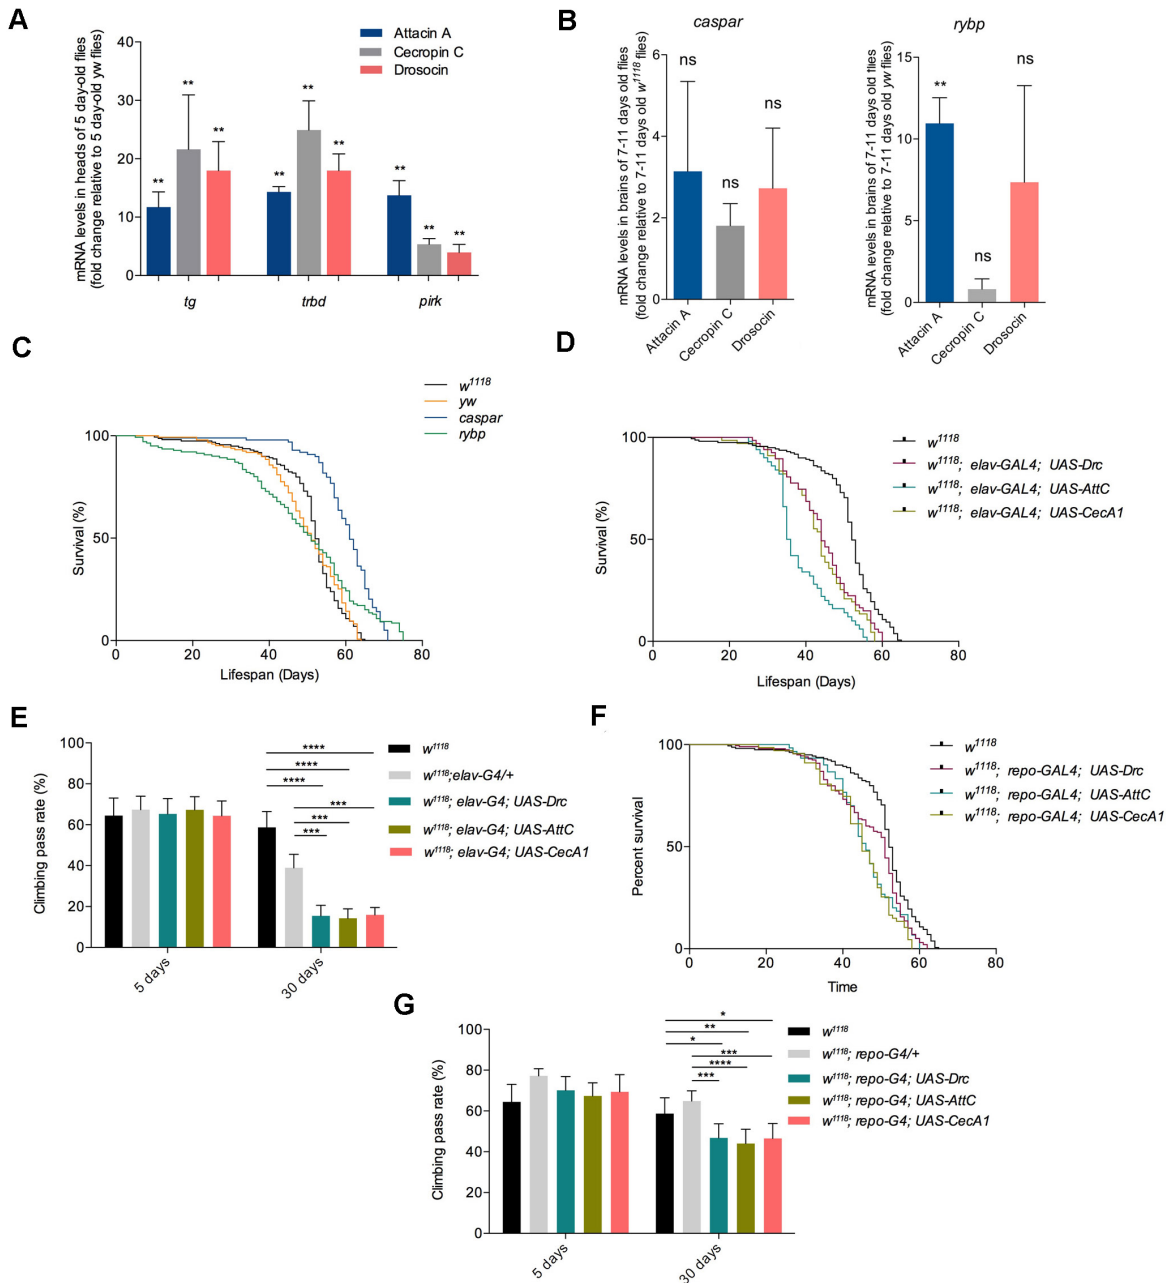 A
mRNA levels in heads of 5 day-old flies
(fold change relative to 5 day-old yw flies)
40
30
20
10
0
Attacin A
Cecropin C
Drosocin
**
**
**
**
**
**
**
**
**
tg
trbd
pirk
B
caspar
mRNA levels in brains of 7-11 days old flies
(fold change relative to 7-11 days old w1118 flies)
6
4
2
0
ns
ns
ns
Attacin A
Cecropin C
Drosocin
rybp
mRNA levels in brains of 7-11 days old flies
(fold change relative to 7-11 days old yw flies)
15
10
5
0
**
ns
ns
Attacin A
Cecropin C
Drosocin
C
w1118
yw
caspar
rybp
Survival (%)
100
50
0
0
20
40
60
80
Lifespan (Days)
D
w1118
w1118; elav-GAL4; UAS-Drc
w1118; elav-GAL4; UAS-AttC
w1118; elav-GAL4; UAS-CecA1
Survival (%)
100
50
0
0
20
40
60
80
Lifespan (Days)
E
Climbing pass rate (%)
100
80
60
40
20
0
****
****
****
***
***
***
5 days
30 days
w1118
w1118;elav-G4/+
w1118; elav-G4; UAS-Drc
w1118; elav-G4; UAS-AttC
w1118; elav-G4; UAS-CecA1
F
w1118
w1118; repo-GAL4; UAS-Drc
w1118; repo-GAL4; UAS-AttC
w1118; repo-GAL4; UAS-CecA1
Percent survival
100
50
0
0
20
40
60
80
Time
G
Climbing pass rate (%)
100
80
60
40
20
0
*
**
*
***
****
***
5 days
30 days
w1118
w1118; repo-G4/+
w1118; repo-G4; UAS-Drc
w1118; repo-G4; UAS-AttC
w1118; repo-G4; UAS-CecA1